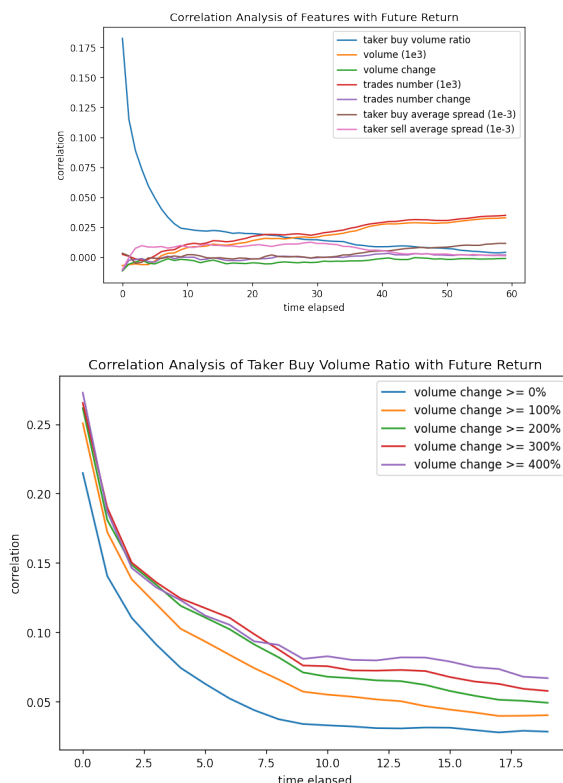 Correlation Analysis of Features with Future Return
taker buy volume ratio
volume (1e3)
volume change
trades number (1e3)
trades number change
taker buy average spread (1e-3)
taker sell average spread (1e-3)
0.175
0.150
0.125
0.100
0.075
0.050
0.025
0.000
correlation
0
10
20
30
40
50
60
time elapsed
Correlation Analysis of Taker Buy Volume Ratio with Future Return
volume change >= 0%
volume change >= 100%
volume change >= 200%
volume change >= 300%
volume change >= 400%
0.25
0.20
0.15
0.10
0.05
correlation
0.0
2.5
5.0
7.5
10.0
12.5
15.0
17.5
time elapsed